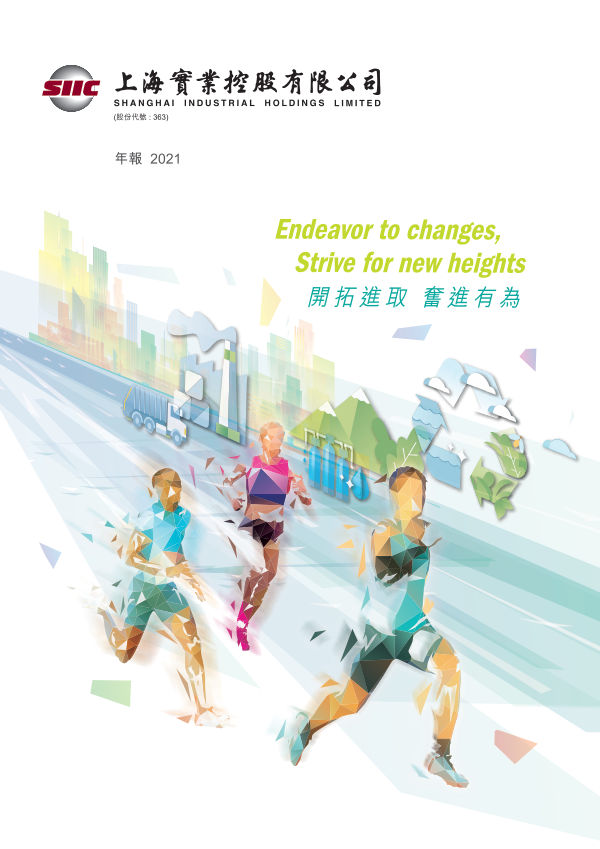 SIIC
上海實業控股有限公司
SHANGHAI INDUSTRIAL HOLDINGS LIMITED
(股份代號 : 363)
年報 2021
Endeavor to changes,
Strive for new heights
開拓進取 奮進有為